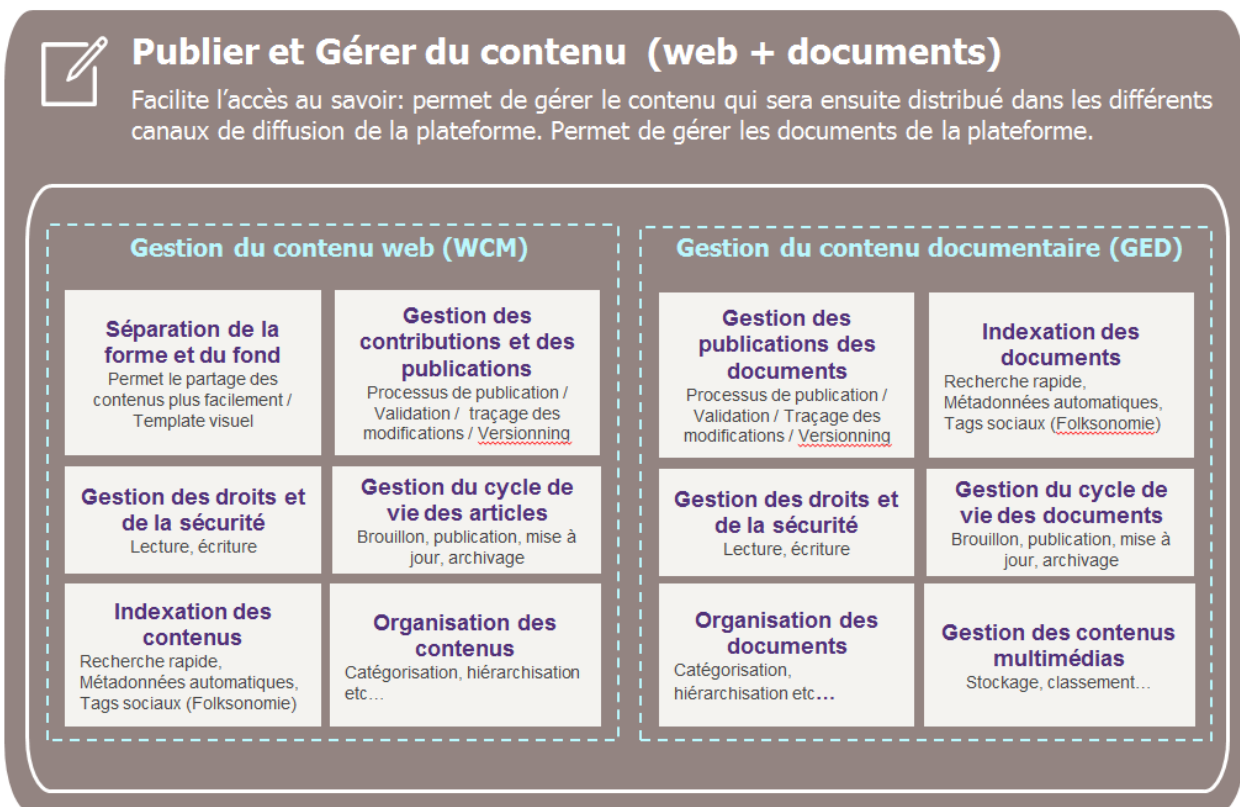 Publier et Gérer du contenu (web + documents)
Facilite l'accès au savoir: permet de gérer le contenu qui sera ensuite distribué dans les différents
canaux de diffusion de la plateforme. Permet de gérer les documents de la plateforme.
Gestion du contenu web (WCM)
Séparation de la
forme et du fond
Permet le partage des
contenus plus facilement /
Template visuel
Gestion des
contributions et des
publications
Processus de publication /
Validation / traçage des
modifications / Versionning
Gestion des droits et
de la sécurité
Lecture, écriture
Gestion du cycle de
vie des articles
Brouillon, publication, mise à
jour, archivage
Indexation des
contenus
Recherche rapide,
Métadonnées automatiques,
Tags sociaux (Folksonomie)
Organisation des
contenus
Catégorisation, hiérarchisation
etc…
Gestion du contenu documentaire (GED)
Gestion des
publications des
documents
Processus de publication /
Validation / Traçage des
modifications / Versionning
Indexation des
documents
Recherche rapide,
Métadonnées automatiques,
Tags sociaux (Folksonomie)
Gestion des droits et
de la sécurité
Lecture, écriture
Gestion du cycle de
vie des documents
Brouillon, publication, mise à
jour, archivage
Organisation des
documents
Catégorisation,
hiérarchisation etc…
Gestion des contenus
multimédias
Stockage, classement…